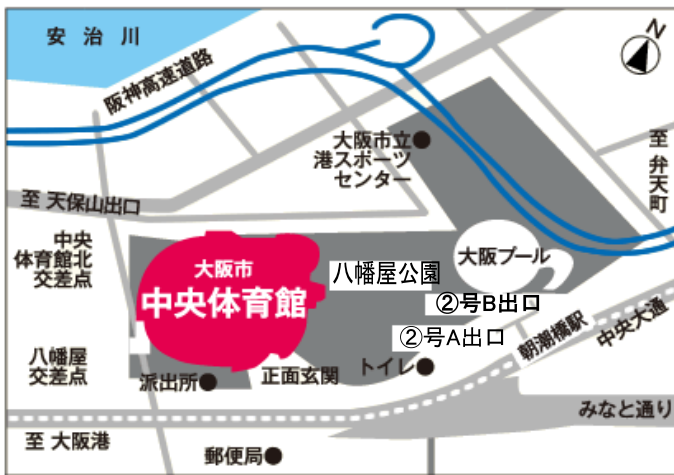 安治川
N
阪神高速道路
大阪市立
港スポーツ
センター
至 弁天町
至 天保山出口
中央
体育館北
交差点
大阪市
中央体育館
八幡屋公園
大阪プール
②号B出口
②号A出口
朝潮橋駅
中央大通
八幡屋
交差点
派出所
正面玄関
トイレ
みなと通り
至 大阪港
郵便局